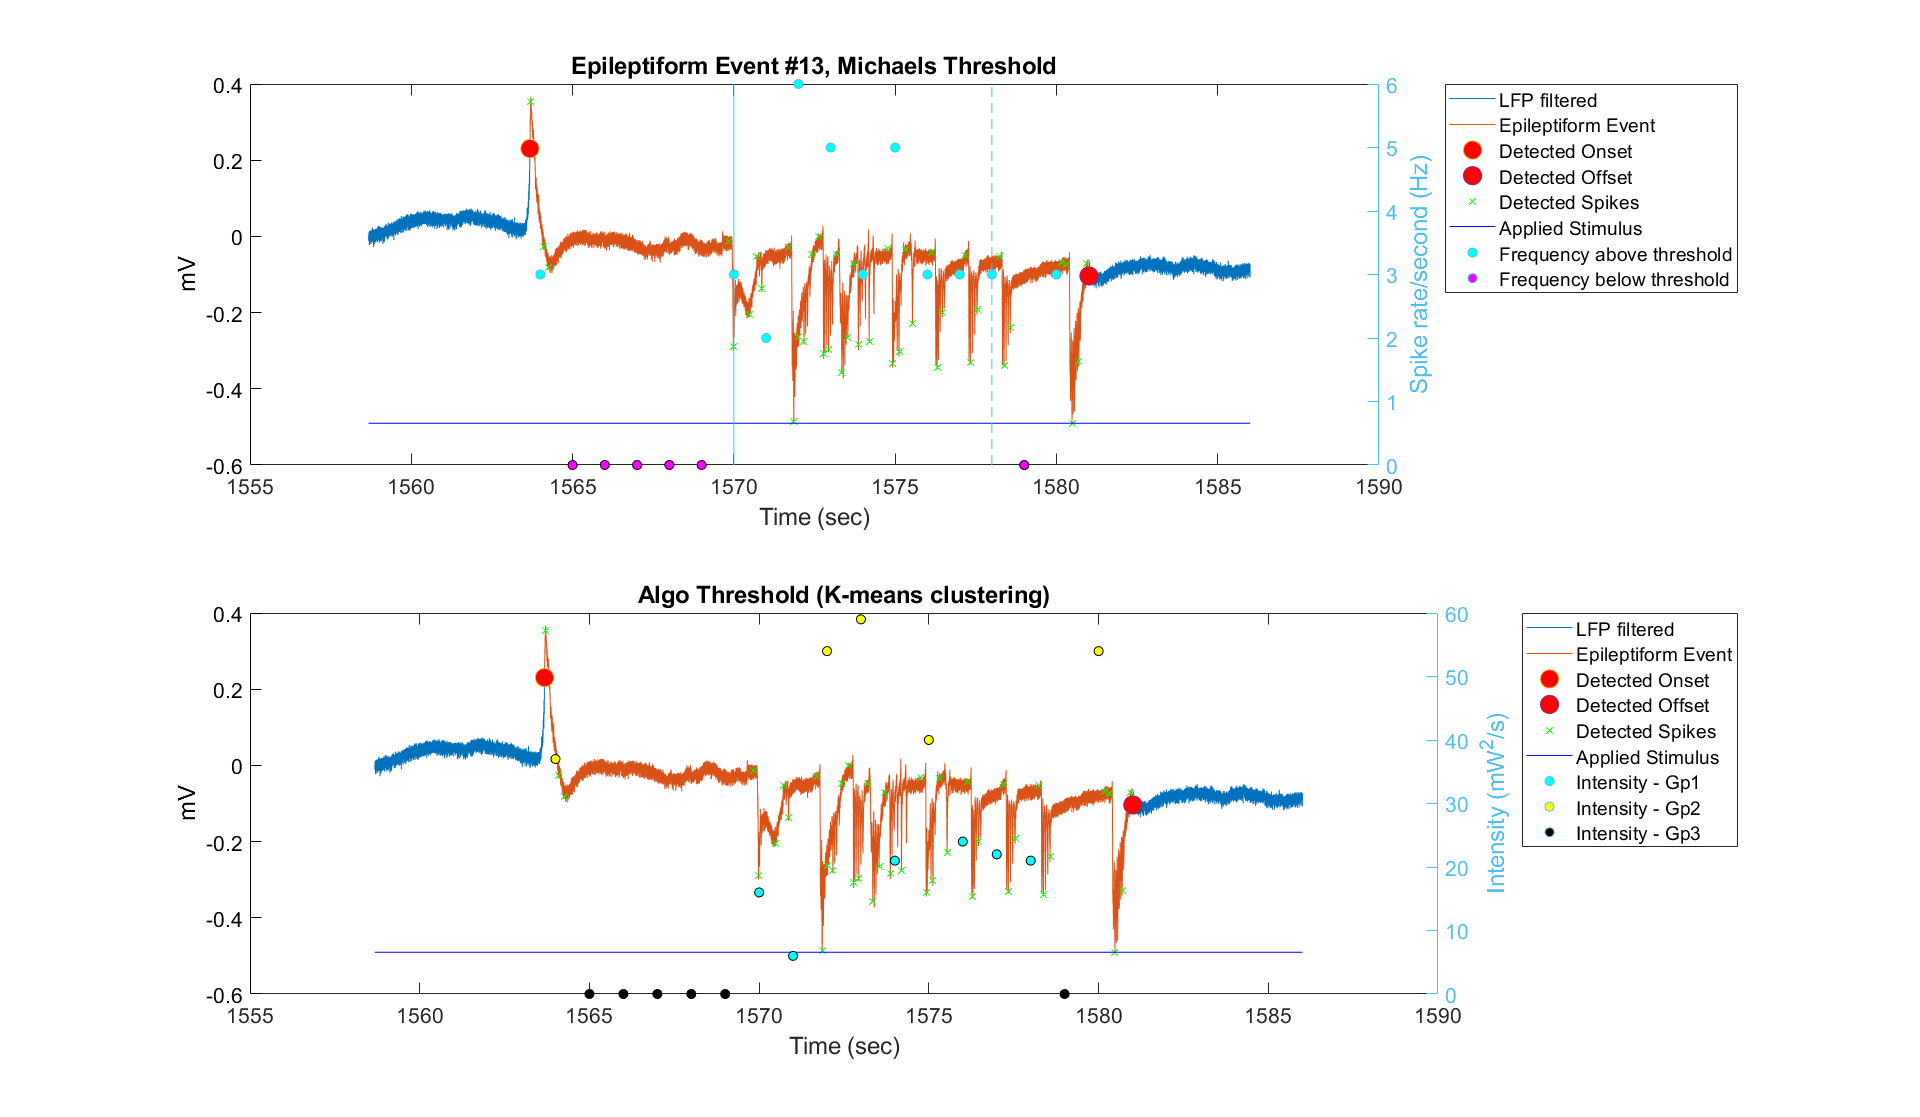 Epileptiform Event #13, Michaels Threshold
0.4
0.2
0
-0.2
-0.4
-0.6
mV
1555
1560
1565
1570
1575
1580
1585
1590
Time (sec)
6
5
4
3
2
1
0
Spike rate/second (Hz)
LFP filtered
Epileptiform Event
Detected Onset
Detected Offset
Detected Spikes
Applied Stimulus
Frequency above threshold
Frequency below threshold
Algo Threshold (K-means clustering)
0.4
0.2
0
-0.2
-0.4
-0.6
mV
1555
1560
1565
1570
1575
1580
1585
1590
Time (sec)
60
50
40
30
20
10
0
Intensity (mW²/s)
LFP filtered
Epileptiform Event
Detected Onset
Detected Offset
Detected Spikes
Applied Stimulus
Intensity - Gp1
Intensity - Gp2
Intensity - Gp3